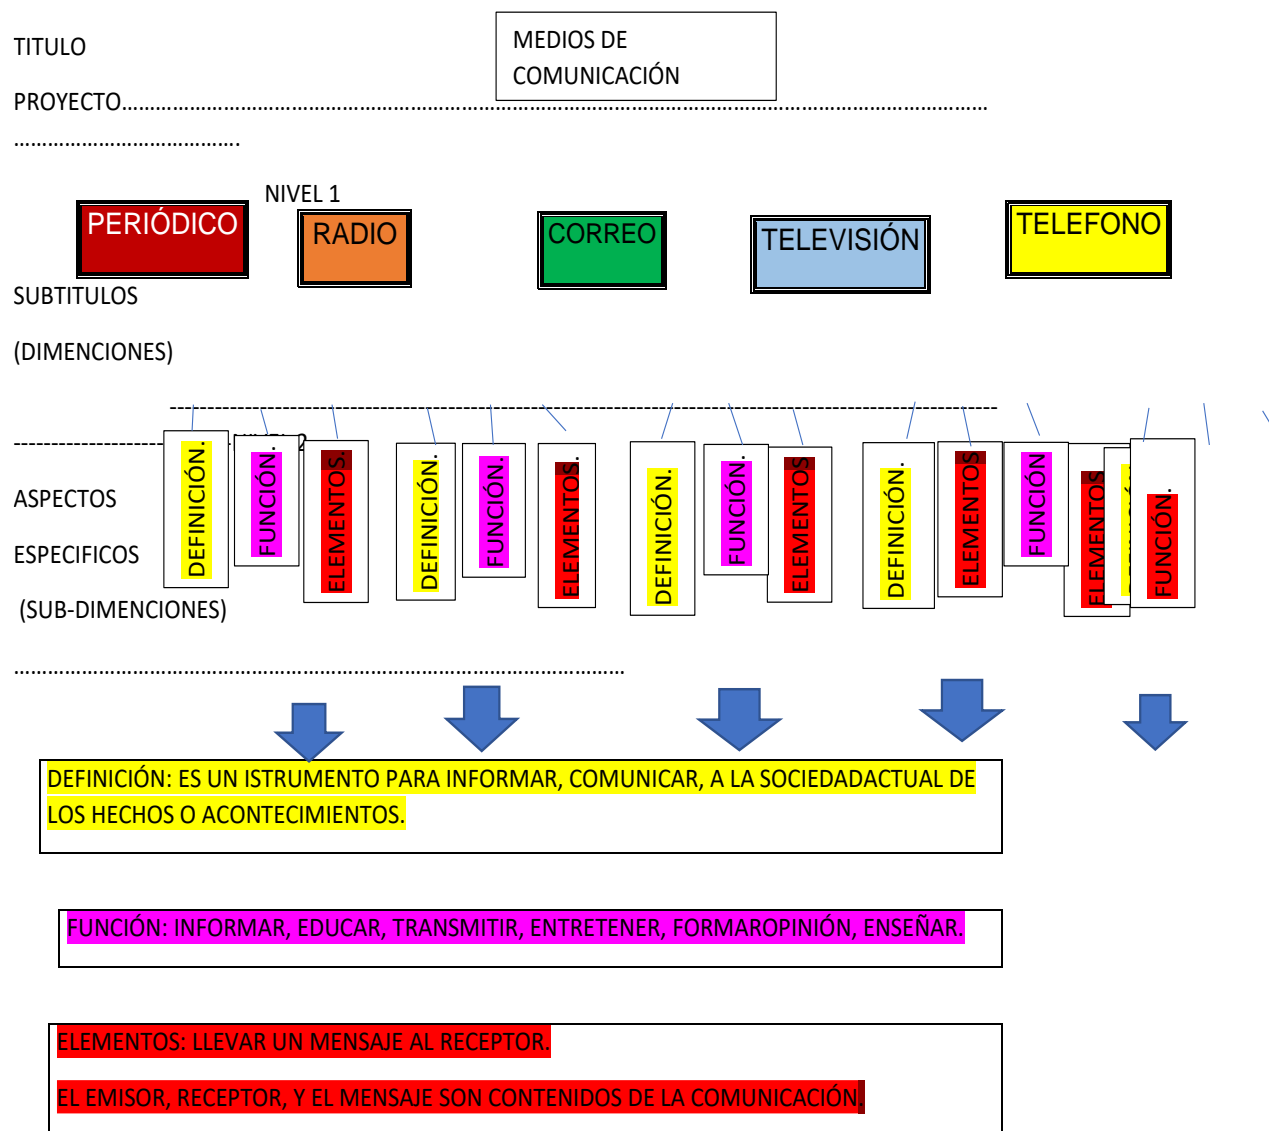 TITULO
MEDIOS DE
COMUNICACIÓN
PROYECTO……………………………………………………………………………………………………………………………………
………………………………….
NIVEL 1
PERIÓDICO
RADIO
CORREO
TELEVISIÓN
TELEFONO
SUBTITULOS
(DIMENCIONES)
ASPECTOS
ESPECIFICOS
(SUB-DIMENCIONES)
DEFINICIÓN.
FUNCIÓN.
ELEMENTOS.
DEFINICIÓN.
FUNCIÓN.
ELEMENTOS.
DEFINICIÓN.
FUNCIÓN.
ELEMENTOS
DEFINICIÓN.
ELEMENTOS
FUNCIÓN
ELEMENTOS
FUNCIÓN.
………………………………………………………………………………………………
DEFINICIÓN: ES UN ISTRUMENTO PARA INFORMAR, COMUNICAR, A LA SOCIEDADACTUAL DE
LOS HECHOS O ACONTECIMIENTOS.
FUNCIÓN: INFORMAR, EDUCAR, TRANSMITIR, ENTRETENER, FORMAROPINIÓN, ENSEÑAR.
ELEMENTOS: LLEVAR UN MENSAJE AL RECEPTOR.
EL EMISOR, RECEPTOR, Y EL MENSAJE SON CONTENIDOS DE LA COMUNICACIÓN.